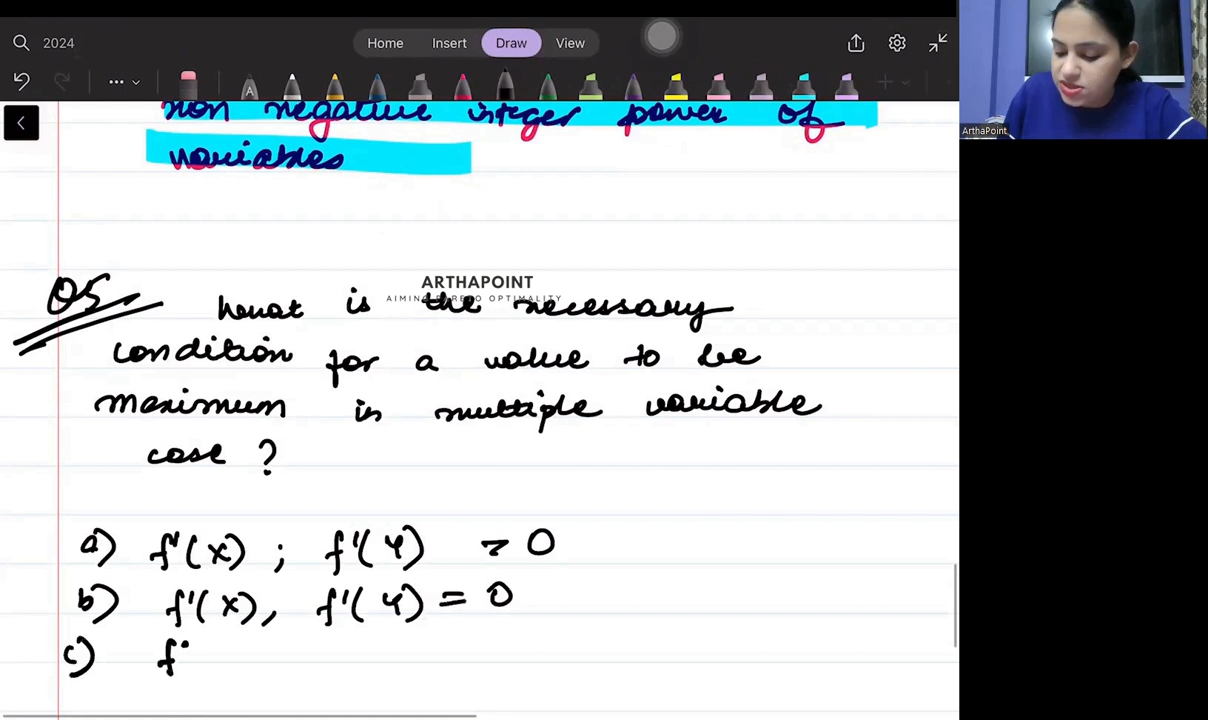 2024
Home Insert Draw View
A
non negative integer power of
variables
ArthaPoint
ARTHAPOINT
AIMING PARETO OPTIMALITY
Q5 what is the necessary
condition for a value to be
maximum in multiple variable
case ?
a) f'(x) ; f'(y) > 0
b) f'(x), f'(y) = 0
c) f'